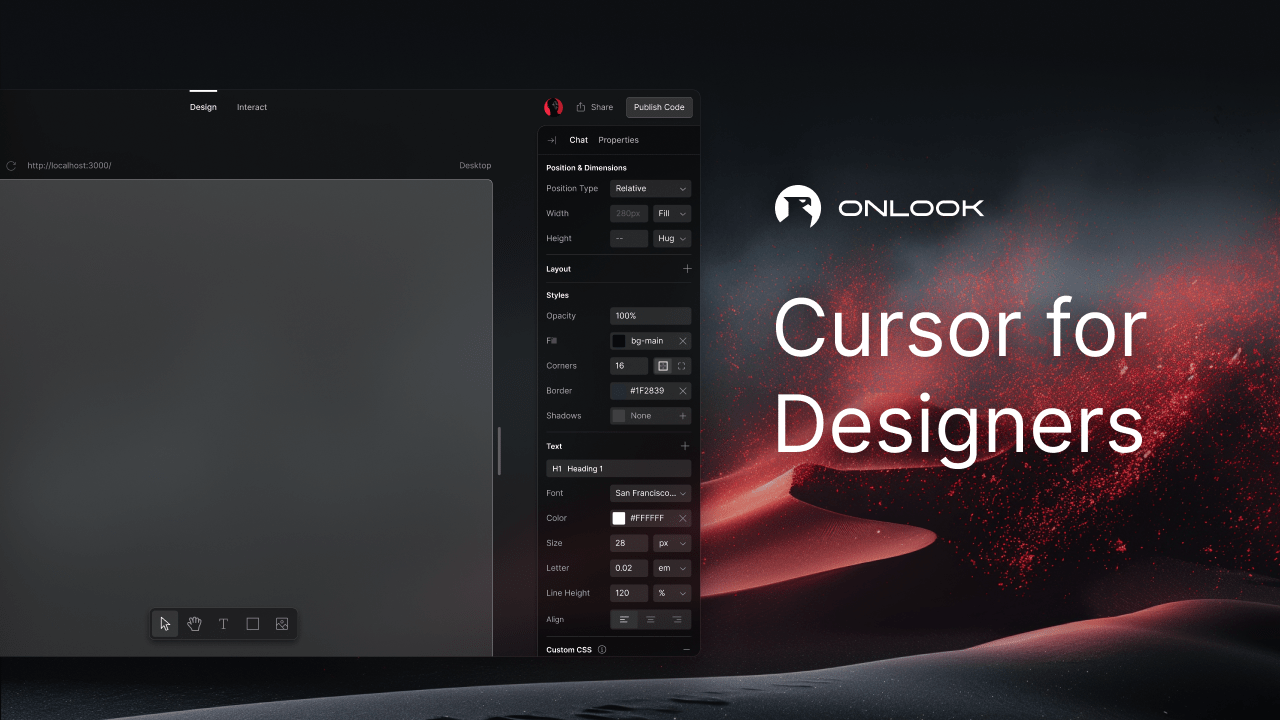 Design Interact
Share Publish Code
Chat Properties
http://localhost:3000/ Desktop
Position & Dimensions
Position Type Relative
Width 280px Fill
Height -- Hug
Layout
Styles
Opacity 100%
Fill bg-main
Corners 16
Border #1F2839
Shadows None
Text
H1 Heading 1
Font San Francisco...
Color #FFFFFF
Size 28 px
Letter 0.02 em
Line Height 120 %
Align
Custom CSS
ONLOOK
Cursor for
Designers